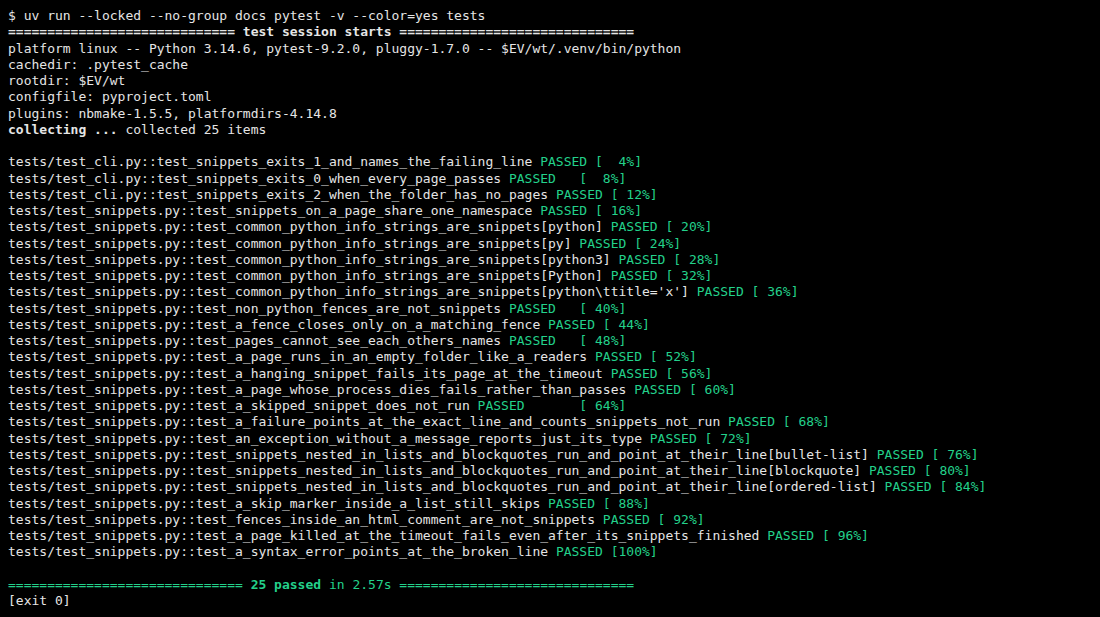 $ uv run --locked --no-group docs pytest -v --color=yes tests
============================= test session starts ==============================
platform linux -- Python 3.14.6, pytest-9.2.0, pluggy-1.7.0 -- $EV/wt/.venv/bin/python
cachedir: .pytest_cache
rootdir: $EV/wt
configfile: pyproject.toml
plugins: nbmake-1.5.5, platformdirs-4.14.8
collecting ... collected 25 items

tests/test_cli.py::test_snippets_exits_1_and_names_the_failing_line PASSED [  4%]
tests/test_cli.py::test_snippets_exits_0_when_every_page_passes PASSED   [  8%]
tests/test_cli.py::test_snippets_exits_2_when_the_folder_has_no_pages PASSED [ 12%]
tests/test_snippets.py::test_snippets_on_a_page_share_one_namespace PASSED [ 16%]
tests/test_snippets.py::test_common_python_info_strings_are_snippets[python] PASSED [ 20%]
tests/test_snippets.py::test_common_python_info_strings_are_snippets[py] PASSED [ 24%]
tests/test_snippets.py::test_common_python_info_strings_are_snippets[python3] PASSED [ 28%]
tests/test_snippets.py::test_common_python_info_strings_are_snippets[Python] PASSED [ 32%]
tests/test_snippets.py::test_common_python_info_strings_are_snippets[python\ttitle='x'] PASSED [ 36%]
tests/test_snippets.py::test_non_python_fences_are_not_snippets PASSED   [ 40%]
tests/test_snippets.py::test_a_fence_closes_only_on_a_matching_fence PASSED [ 44%]
tests/test_snippets.py::test_pages_cannot_see_each_others_names PASSED   [ 48%]
tests/test_snippets.py::test_a_page_runs_in_an_empty_folder_like_a_readers PASSED [ 52%]
tests/test_snippets.py::test_a_hanging_snippet_fails_its_page_at_the_timeout PASSED [ 56%]
tests/test_snippets.py::test_a_page_whose_process_dies_fails_rather_than_passes PASSED [ 60%]
tests/test_snippets.py::test_a_skipped_snippet_does_not_run PASSED       [ 64%]
tests/test_snippets.py::test_a_failure_points_at_the_exact_line_and_counts_snippets_not_run PASSED [ 68%]
tests/test_snippets.py::test_an_exception_without_a_message_reports_just_its_type PASSED [ 72%]
tests/test_snippets.py::test_snippets_nested_in_lists_and_blockquotes_run_and_point_at_their_line[bullet-list] PASSED [ 76%]
tests/test_snippets.py::test_snippets_nested_in_lists_and_blockquotes_run_and_point_at_their_line[blockquote] PASSED [ 80%]
tests/test_snippets.py::test_snippets_nested_in_lists_and_blockquotes_run_and_point_at_their_line[ordered-list] PASSED [ 84%]
tests/test_snippets.py::test_a_skip_marker_inside_a_list_still_skips PASSED [ 88%]
tests/test_snippets.py::test_fences_inside_an_html_comment_are_not_snippets PASSED [ 92%]
tests/test_snippets.py::test_a_page_killed_at_the_timeout_fails_even_after_its_snippets_finished PASSED [ 96%]
tests/test_snippets.py::test_a_syntax_error_points_at_the_broken_line PASSED [100%]

============================== 25 passed in 2.57s ==============================
[exit 0]